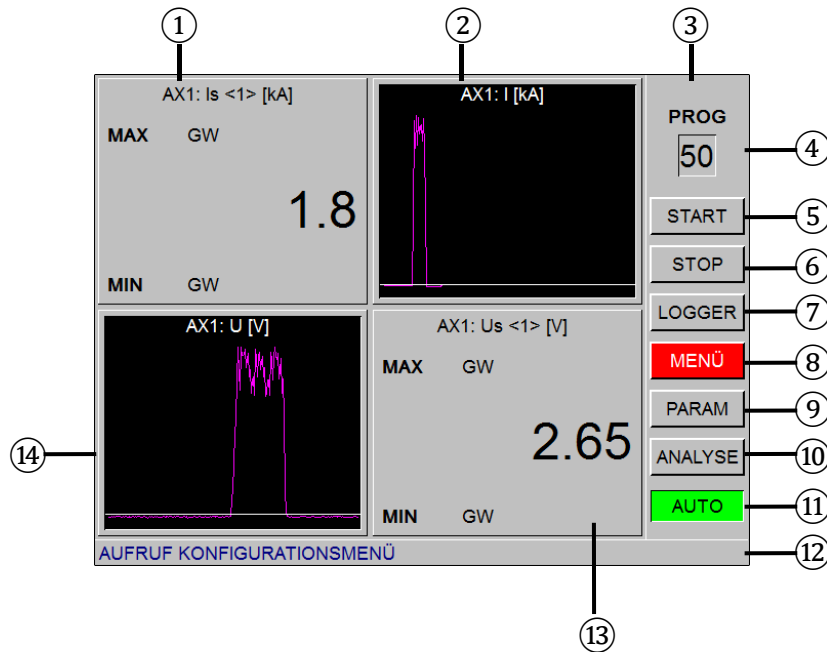 ①
②
③
AX1: Is <1> [kA]
MAX GW
1.8
MIN GW
AX1: I [kA]
PROG
50
④
START
⑤
STOP
⑥
LOGGER
⑦
MENÜ
⑧
PARAM
⑨
ANALYSE
⑩
AUTO
⑪
AX1: U [V]
⑭
AX1: Us <1> [V]
MAX GW
2.65
MIN GW
AUFRUF KONFIGURATIONSMENÜ
⑫
⑬